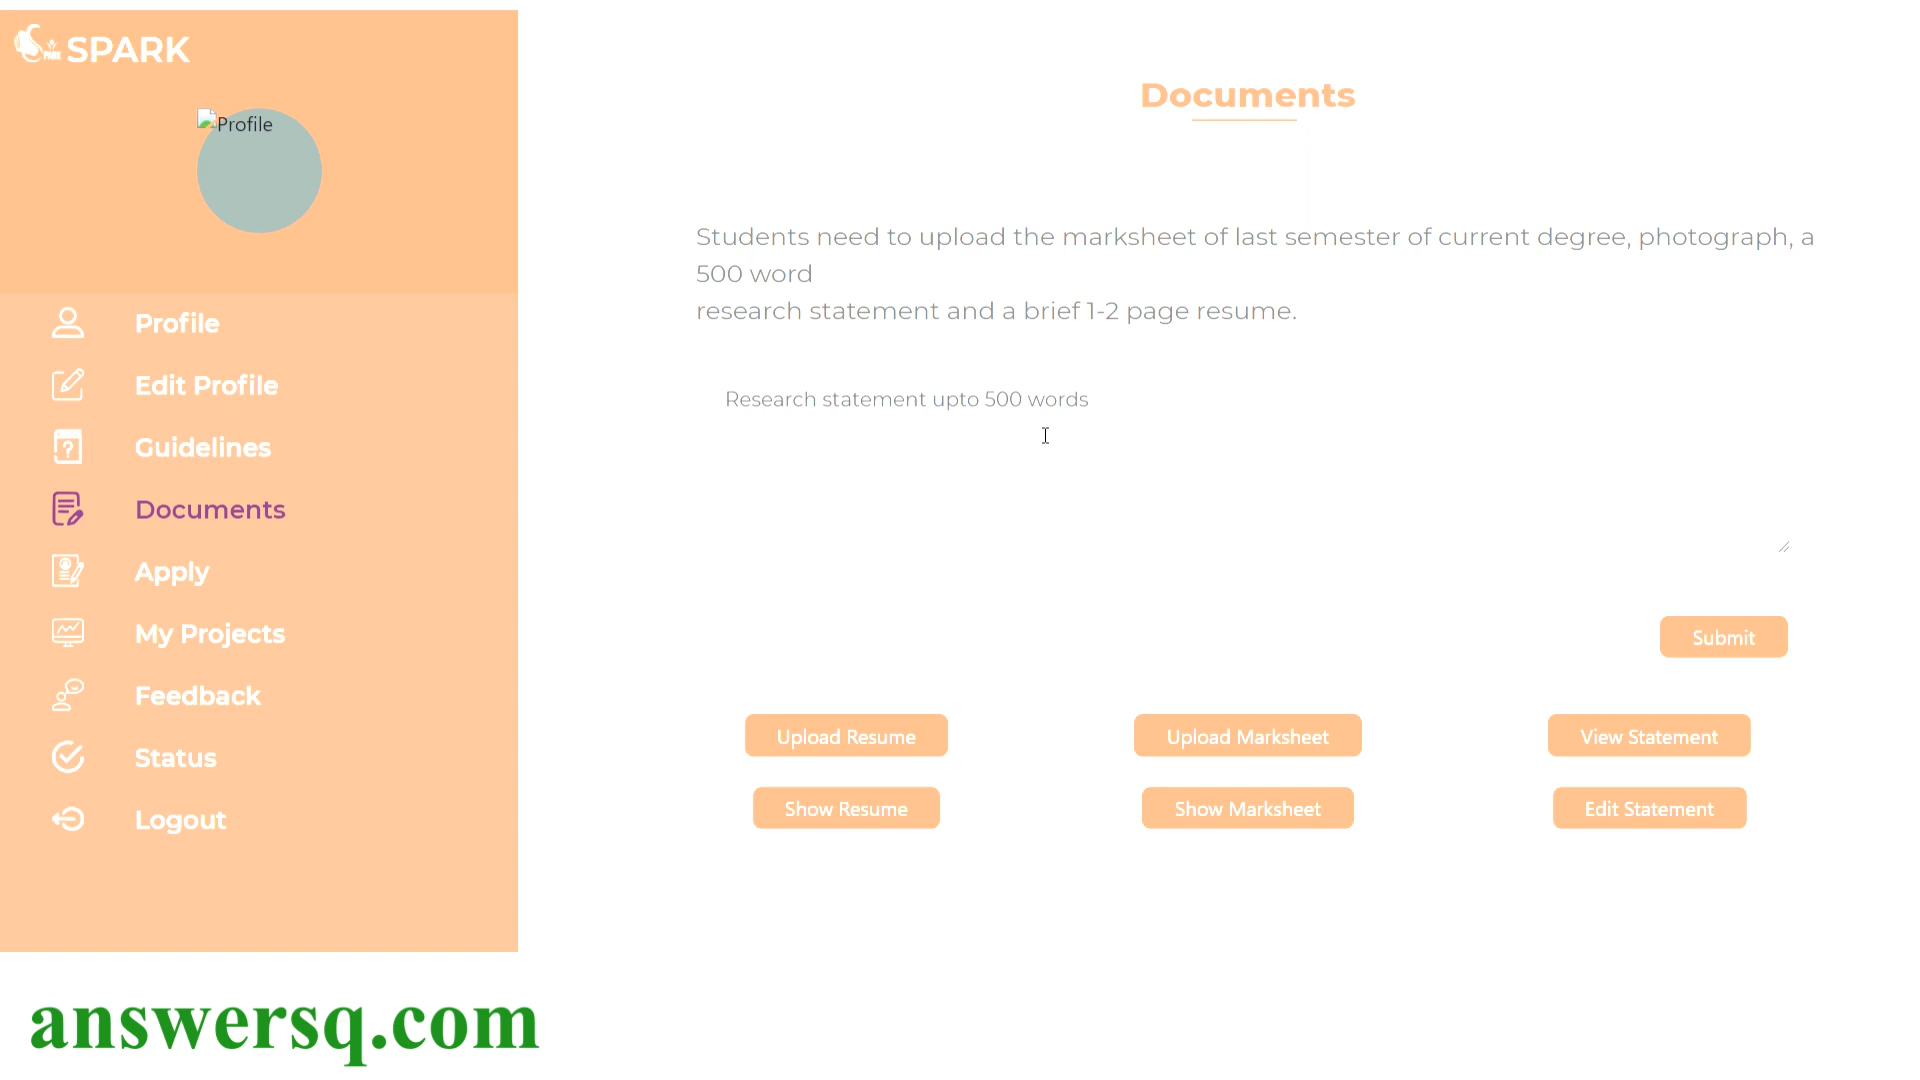 SPARK
Profile
Profile
Edit Profile
Guidelines
Documents
Apply
My Projects
Feedback
Status
Logout
Documents
Students need to upload the marksheet of last semester of current degree, photograph, a
500 word
research statement and a brief 1-2 page resume.
Research statement upto 500 words
Submit
Upload Resume
Upload Marksheet
View Statement
Show Resume
Show Marksheet
Edit Statement
answersq.com